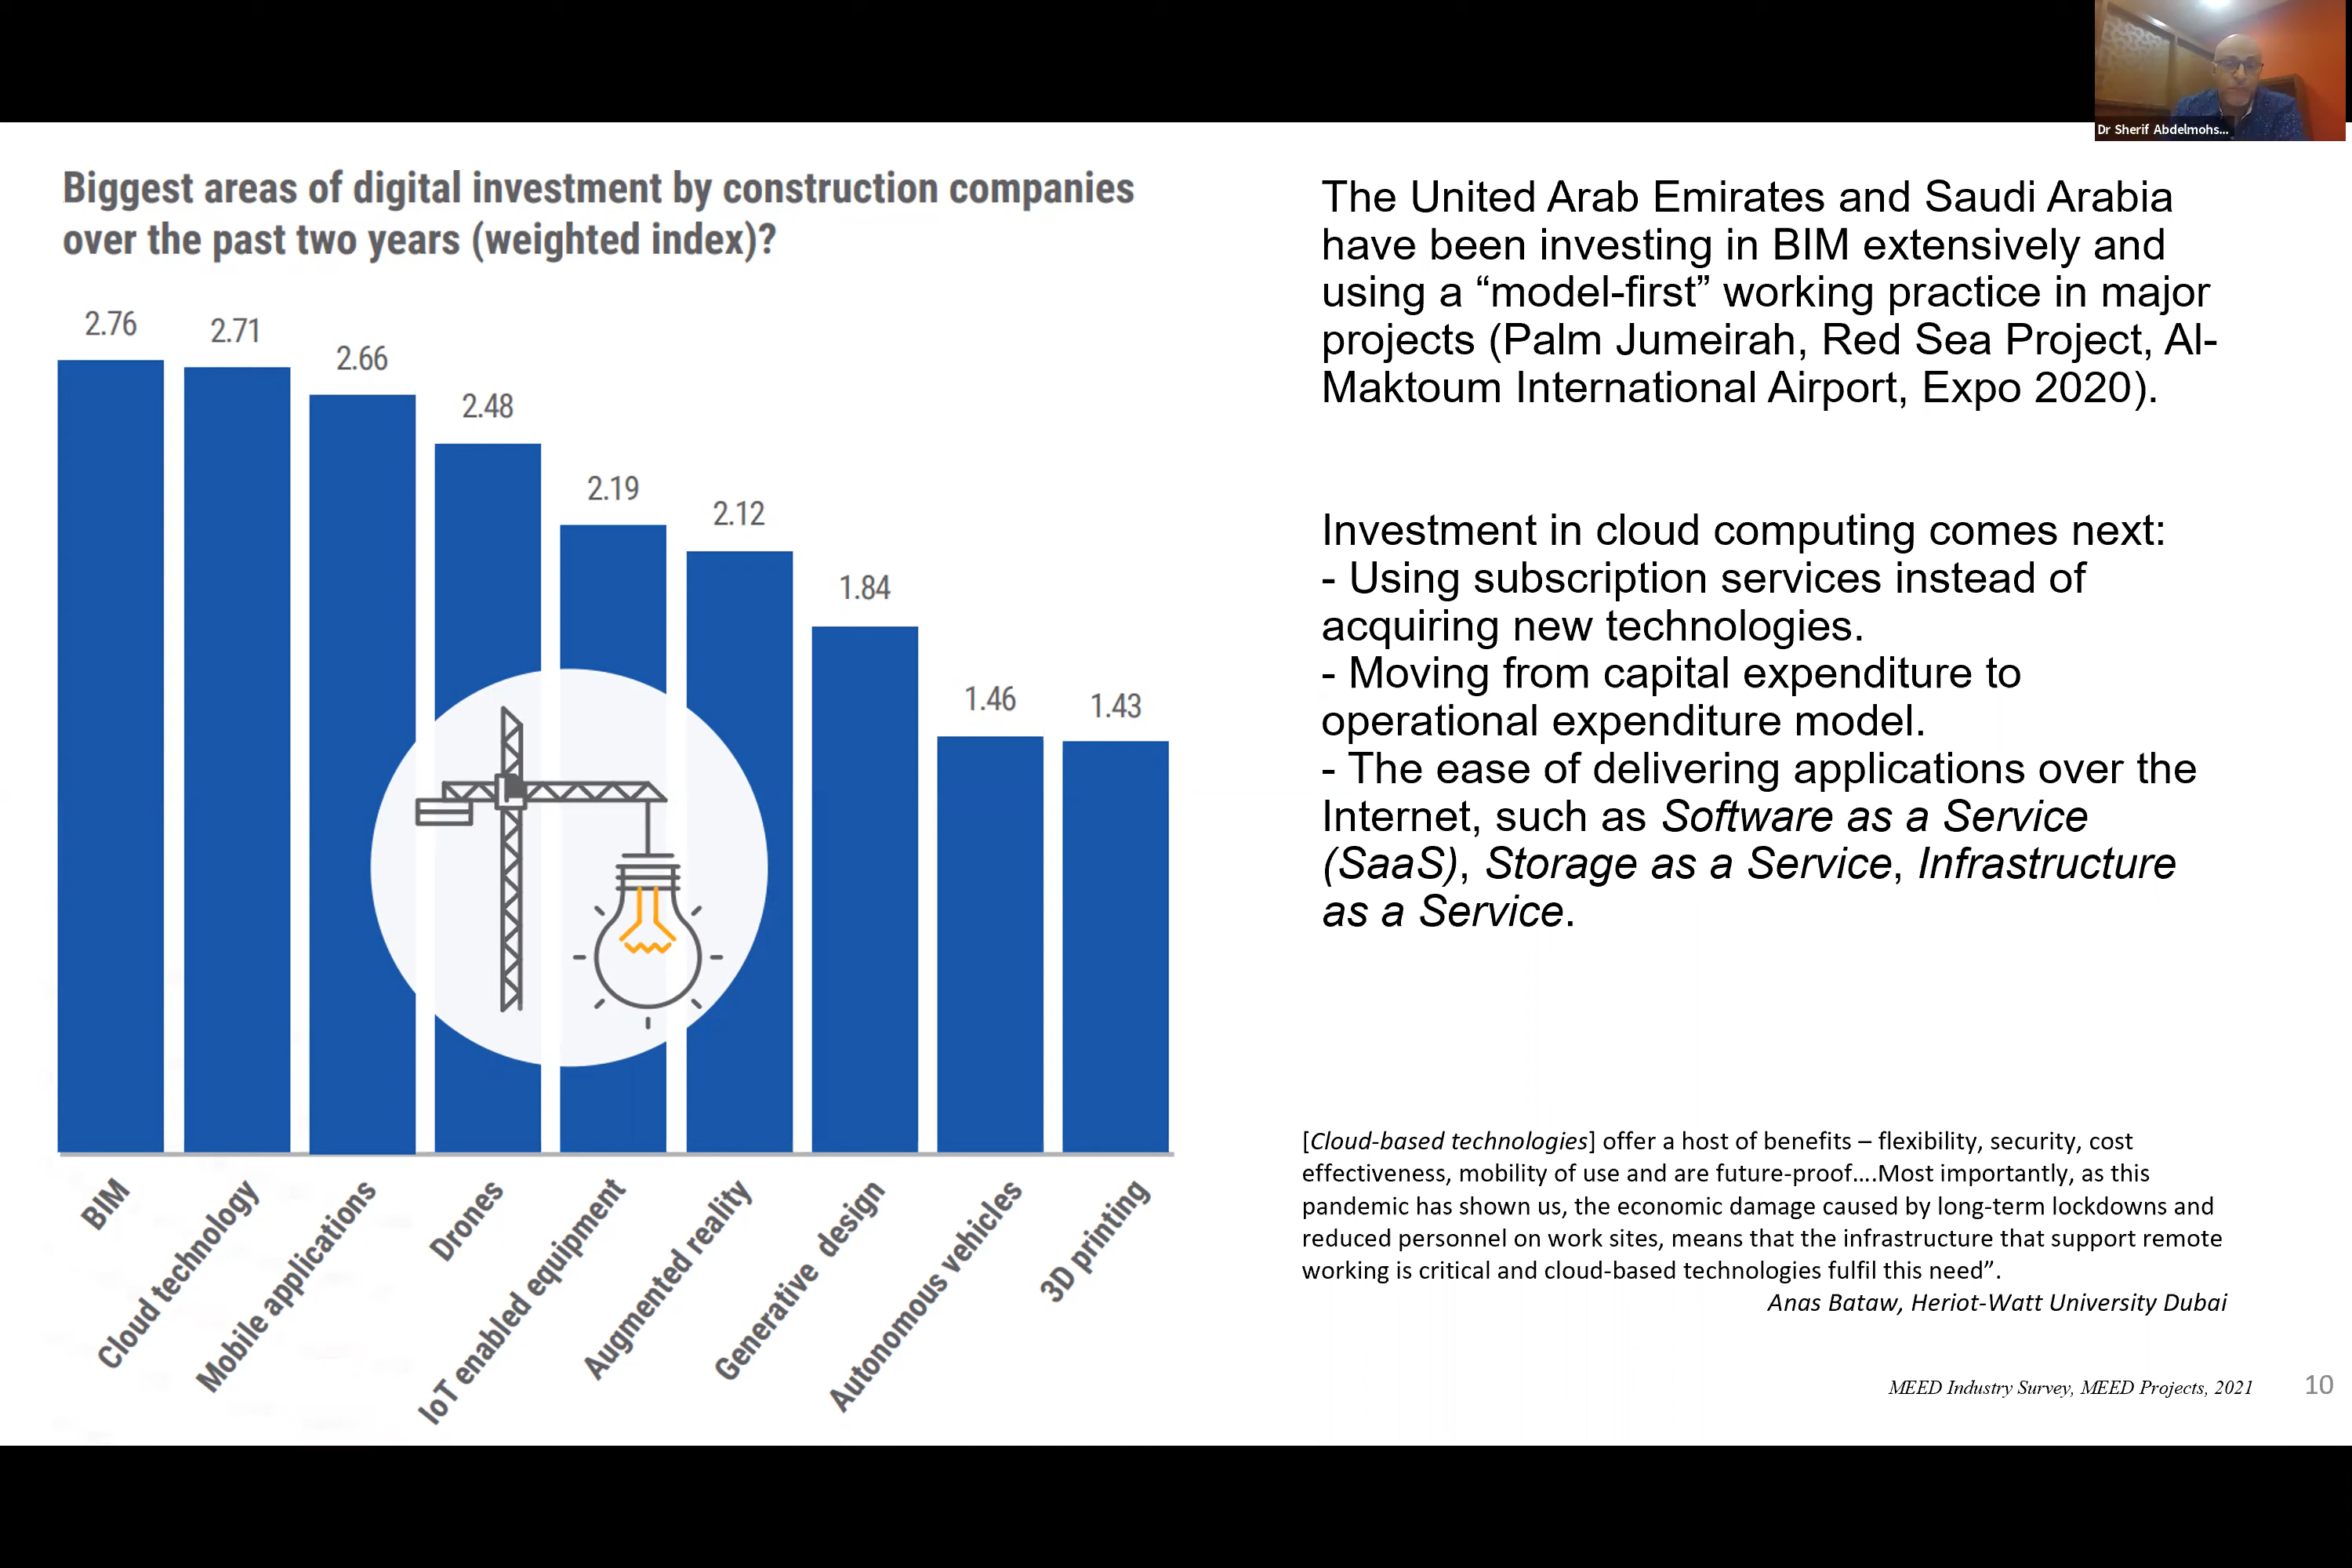 Dr Sherif Abdelmohs...
Biggest areas of digital investment by construction companies
over the past two years (weighted index)?
2.76
2.71
2.66
2.48
2.19
2.12
1.84
1.46
1.43
BIM
Cloud technology
Mobile applications
Drones
IoT enabled equipment
Augmented reality
Generative design
Autonomous vehicles
3D printing
The United Arab Emirates and Saudi Arabia
have been investing in BIM extensively and
using a “model-first” working practice in major
projects (Palm Jumeirah, Red Sea Project, Al-
Maktoum International Airport, Expo 2020).
Investment in cloud computing comes next:
- Using subscription services instead of
acquiring new technologies.
- Moving from capital expenditure to
operational expenditure model.
- The ease of delivering applications over the
Internet, such as Software as a Service
(SaaS), Storage as a Service, Infrastructure
as a Service.
[Cloud-based technologies] offer a host of benefits – flexibility, security, cost
effectiveness, mobility of use and are future-proof....Most importantly, as this
pandemic has shown us, the economic damage caused by long-term lockdowns and
reduced personnel on work sites, means that the infrastructure that support remote
working is critical and cloud-based technologies fulfil this need”.
Anas Bataw, Heriot-Watt University Dubai
MEED Industry Survey, MEED Projects, 2021
10